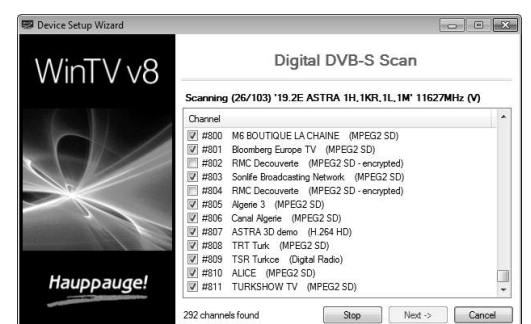 Device Setup Wizard
WinTV v8
Hauppauge!
Digital DVB-S Scan
Scanning (26/103) '19.2E ASTRA 1H,1KR,1L,1M' 11627MHz (V)
Channel
#800 M6 BOUTIQUE LA CHAINE (MPEG2 SD)
#801 Bloomberg Europe TV (MPEG2 SD)
#802 RMC Decouverte (MPEG2 SD - encrypted)
#803 Sonlife Broadcasting Network (MPEG2 SD)
#804 RMC Decouverte (MPEG2 SD - encrypted)
#805 Algerie 3 (MPEG2 SD)
#806 Canal Algerie (MPEG2 SD)
#807 ASTRA 3D demo (H.264 HD)
#808 TRT Turk (MPEG2 SD)
#809 TSR Turkce (Digital Radio)
#810 ALICE (MPEG2 SD)
#811 TURKSHOW TV (MPEG2 SD)
292 channels found
Stop
Next ->
Cancel